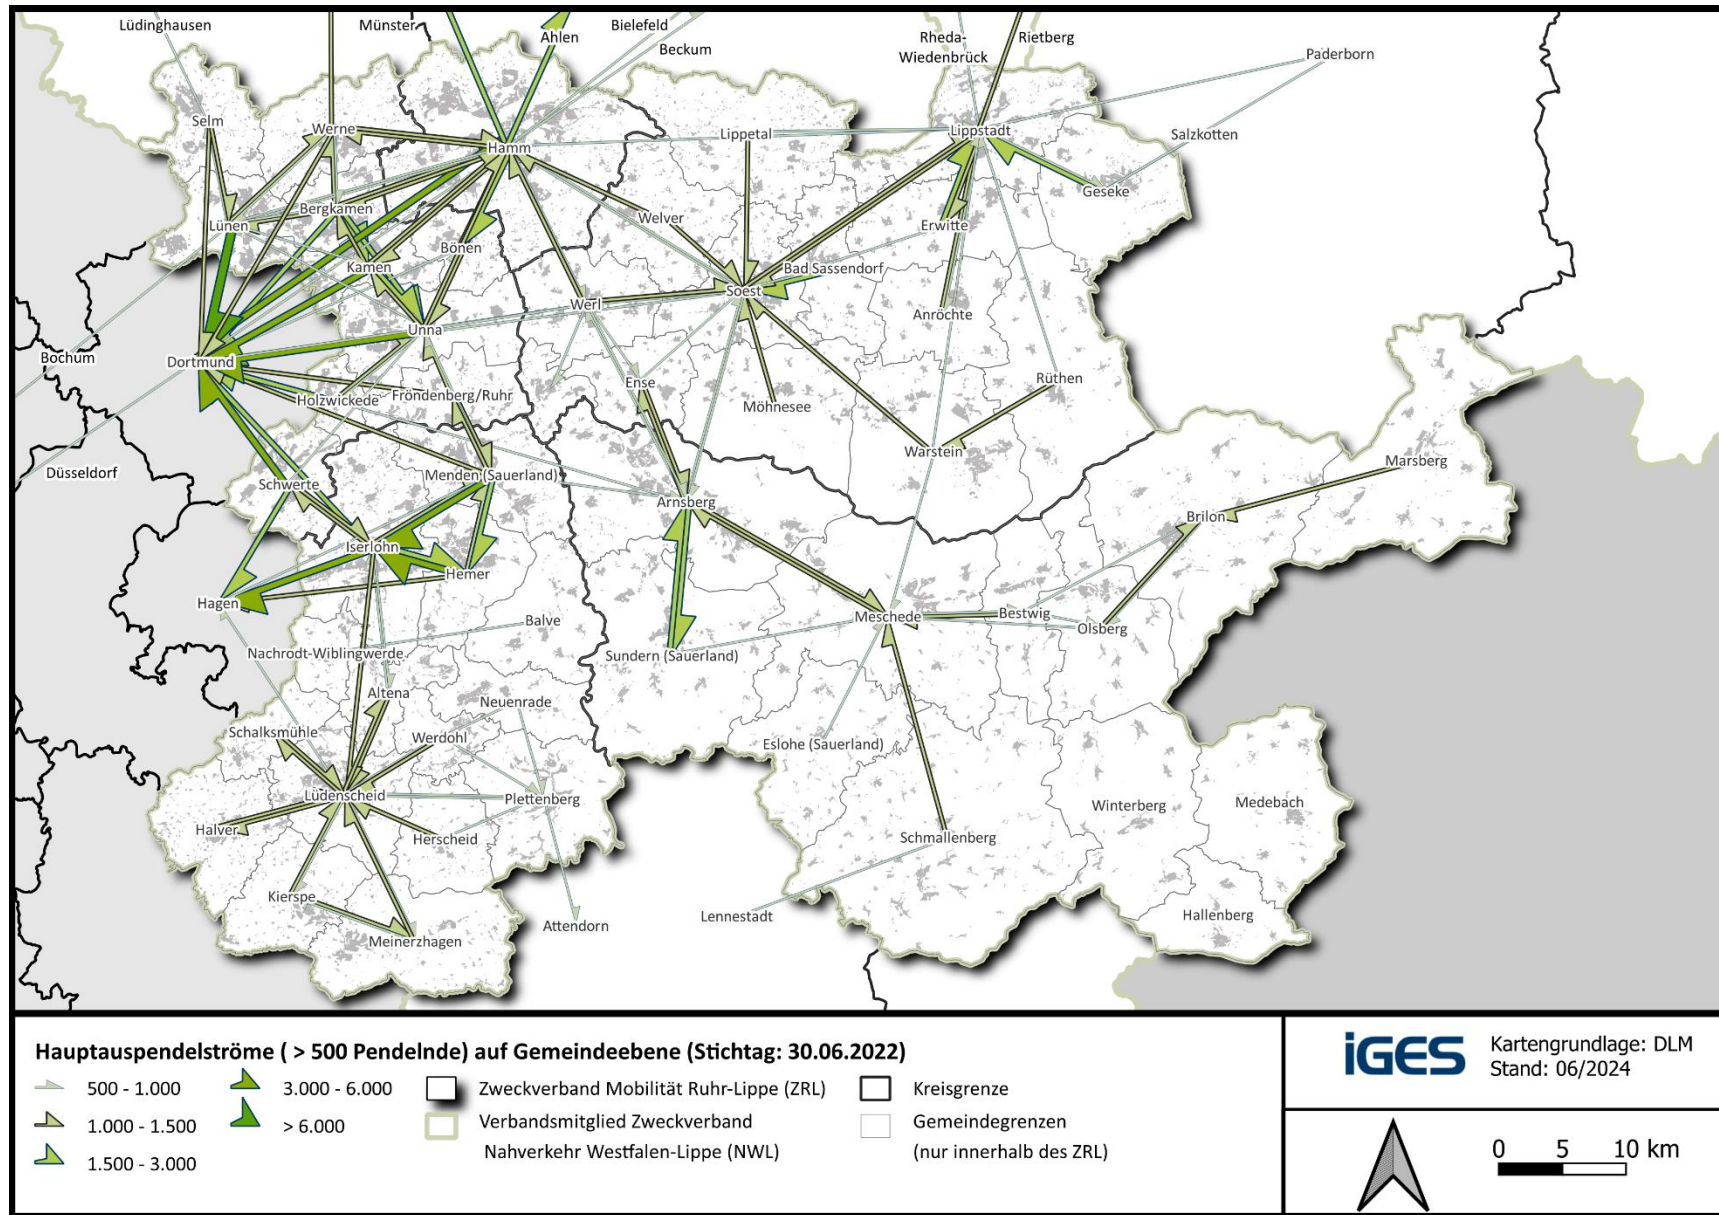 Lüdinghausen
Münster
Ahlen
Bielefeld
Beckum
Rheda-
Wiedenbrück
Rietberg
Paderborn
Selm
Werne
Hamm
Lippetal
Lippstadt
Salzkotten
Geseke
Bergkamen
Lünen
Welver
Erwitte
Bönen
Kamen
Bad Sassendorf
Soest
Werl
Anröchte
Unna
Bochum
Dortmund
Ense
Rüthen
Holzwickede
Fröndenberg/Ruhr
Möhnesee
Warstein
Düsseldorf
Schwerte
Menden (Sauerland)
Arnsberg
Marsberg
Brilon
Iserlohn
Hemer
Hagen
Meschede
Bestwig
Olsberg
Balve
Nachrodt-Wiblingwerde
Sundern (Sauerland)
Altena
Neuenrade
Schalksmühle
Werdohl
Eslohe (Sauerland)
Lüdenscheid
Plettenberg
Winterberg
Medebach
Halver
Herscheid
Schmallenberg
Kierspe
Lennestadt
Hallenberg
Attendorn
Meinerzhagen
Hauptauspendelströme ( > 500 Pendelnde) auf Gemeindeebene (Stichtag: 30.06.2022)
500 - 1.000
1.000 - 1.500
1.500 - 3.000
3.000 - 6.000
> 6.000
Zweckverband Mobilität Ruhr-Lippe (ZRL)
Verbandsmitglied Zweckverband
Nahverkehr Westfalen-Lippe (NWL)
Kreisgrenze
Gemeindegrenzen
(nur innerhalb des ZRL)
iGES
Kartengrundlage: DLM
Stand: 06/2024
0 5 10 km